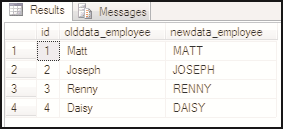 Results Messages
id olddata_employee newdata_employee
1 1 Matt MATT
2 2 Joseph JOSEPH
3 3 Renny RENNY
4 4 Daisy DAISY